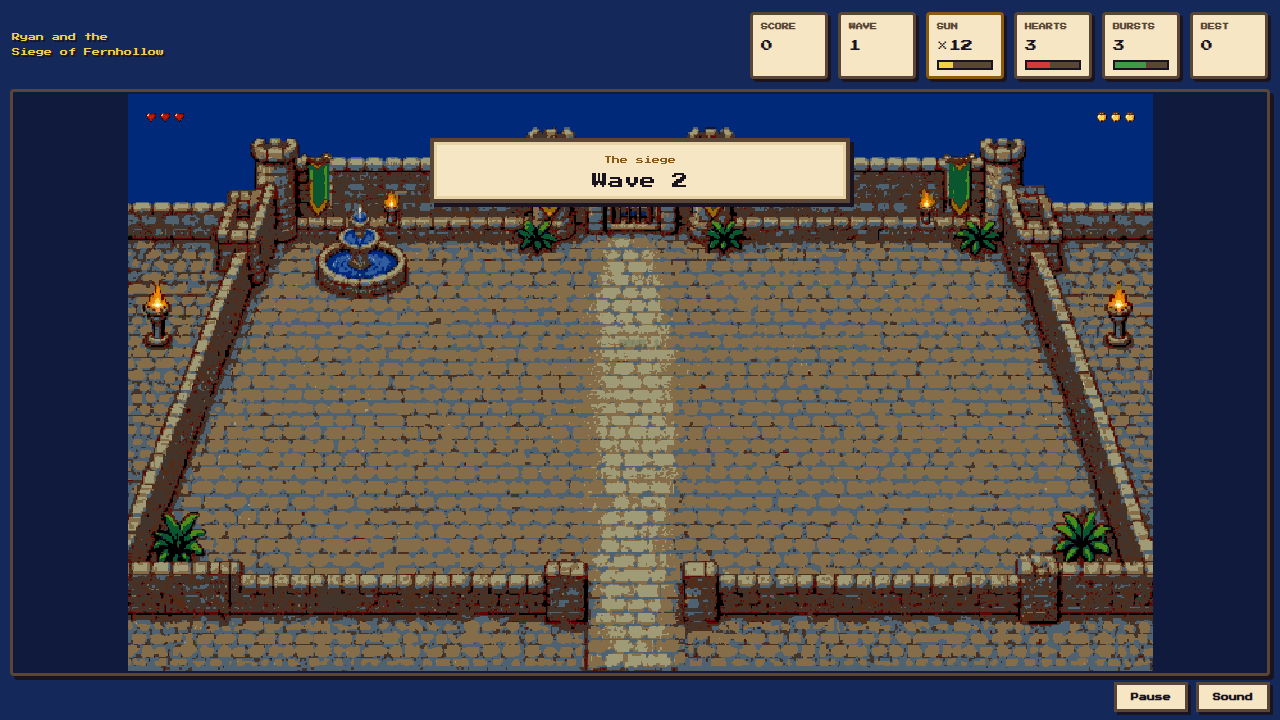 Ryan and the
Siege of Fernhollow
SCORE
0
WAVE
1
SUN
×12
HEARTS
3
BURSTS
3
BEST
0
The siege
Wave 2
Pause
Sound